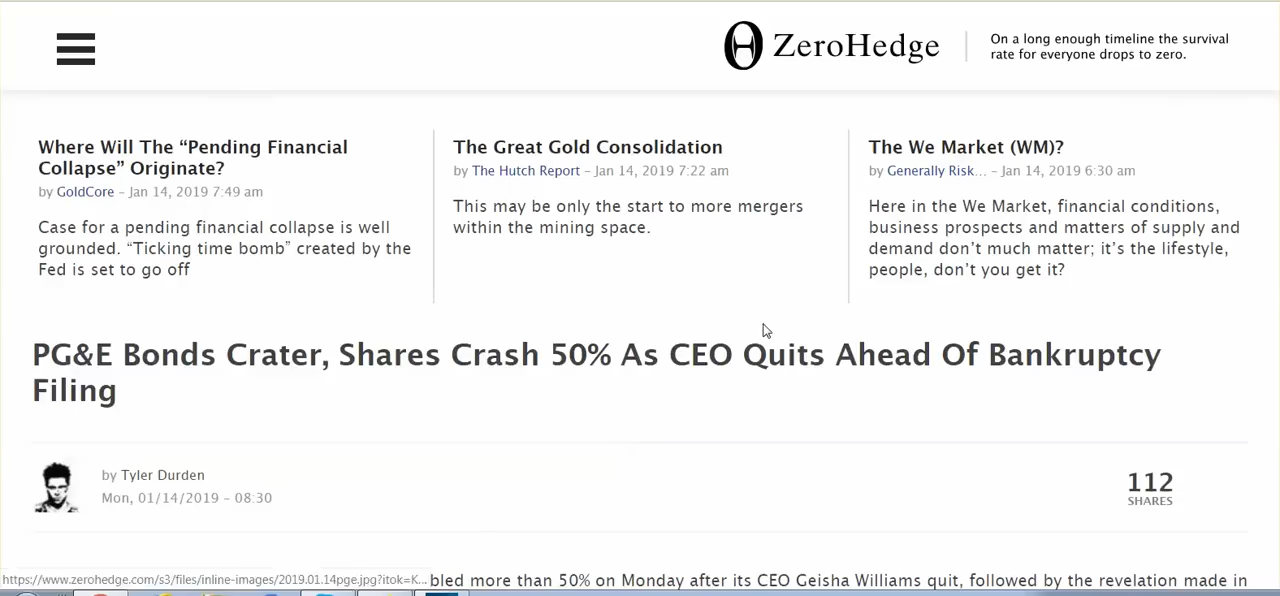 ZeroHedge
On a long enough timeline the survival
rate for everyone drops to zero.
Where Will The “Pending Financial
Collapse” Originate?
by GoldCore – Jan 14, 2019 7:49 am
Case for a pending financial collapse is well
grounded. “Ticking time bomb” created by the
Fed is set to go off
The Great Gold Consolidation
by The Hutch Report – Jan 14, 2019 7:22 am
This may be only the start to more mergers
within the mining space.
The We Market (WM)?
by Generally Risk... – Jan 14, 2019 6:30 am
Here in the We Market, financial conditions,
business prospects and matters of supply and
demand don’t much matter; it’s the lifestyle,
people, don’t you get it?
PG&E Bonds Crater, Shares Crash 50% As CEO Quits Ahead Of Bankruptcy
Filing
by Tyler Durden
Mon, 01/14/2019 – 08:30
112
SHARES
https://www.zerohedge.com/s3/files/inline-images/2019.01.14pge.jpg?itok=K...
bled more than 50% on Monday after its CEO Geisha Williams quit, followed by the revelation made in